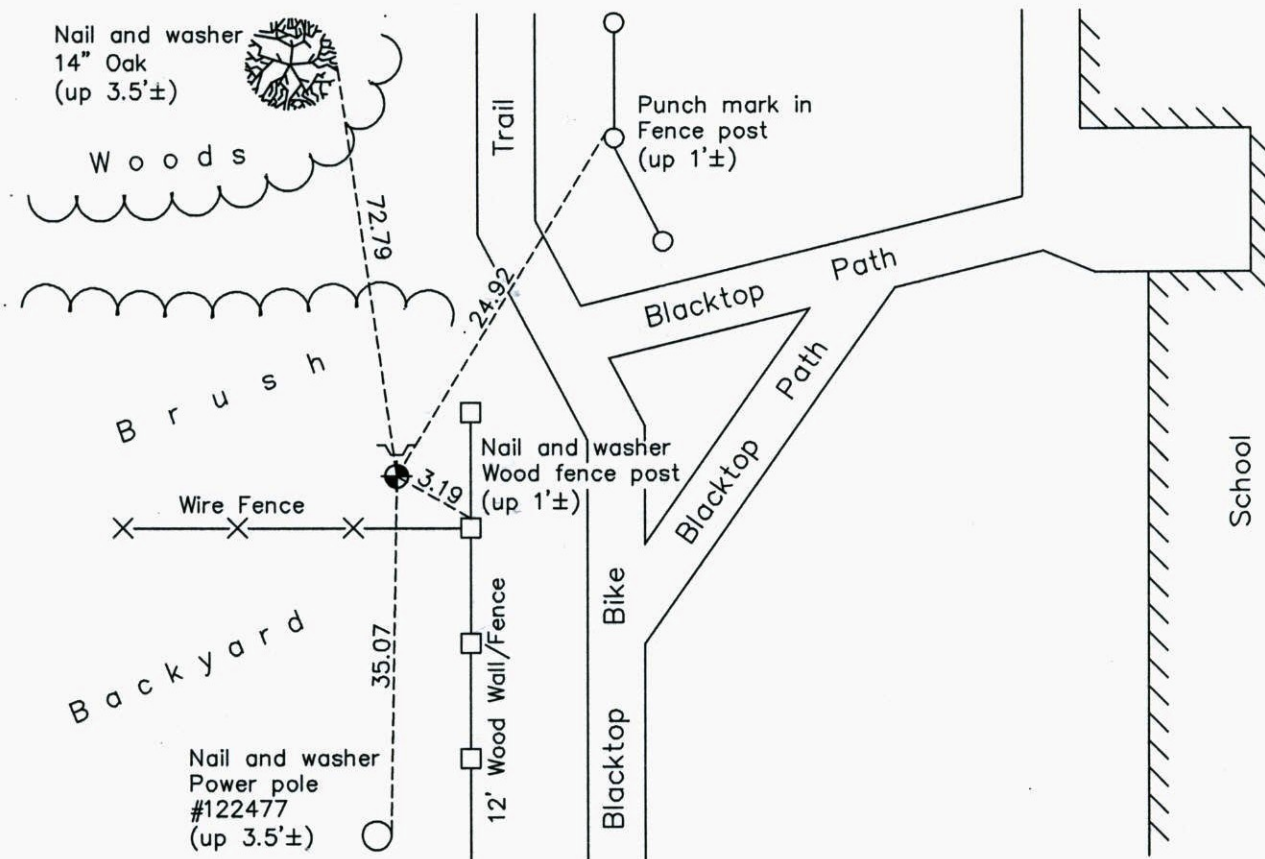 Nail and washer
14" Oak
(up 3.5'±)
Woods
Trail
Punch mark in
Fence post
(up 1'±)
72.79
24.92
Blacktop Path
Brush
Blacktop Path
Nail and washer
Wood fence post
(up 1'±)
3.19
Wire Fence
School
Backyard
35.07
12' Wood Wall/Fence
Blacktop Bike
Nail and washer
Power pole
#122477
(up 3.5'±)